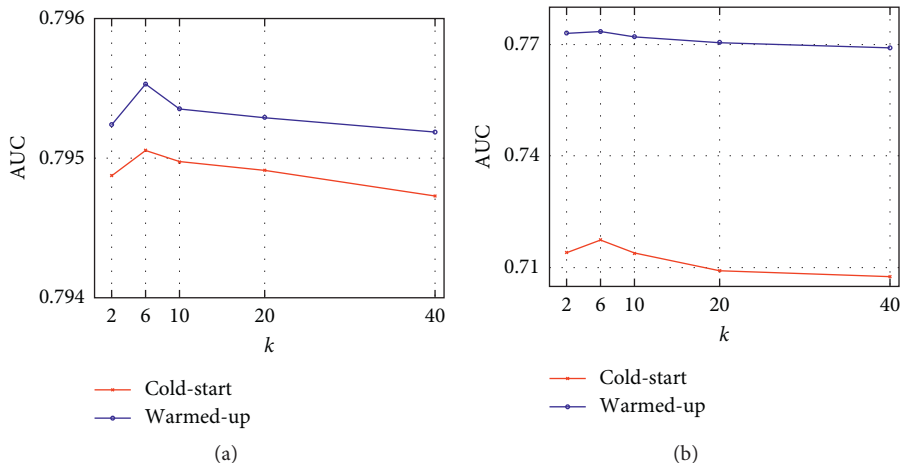 0.796
0.795
0.794
AUC
2 6 10 20 40
k
Cold-start
Warmed-up
(a)
0.77
0.74
0.71
AUC
2 6 10 20 40
k
Cold-start
Warmed-up
(b)